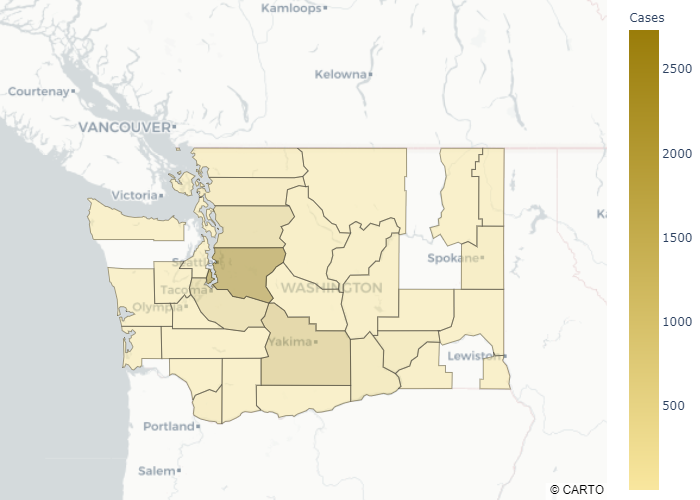 Kamloops
Cases
Kelowna
2500
Courtenay
VANCOUVER
2000
Victoria
1500
Spokane
Seattle
WASHINGTON
Tacoma
Olympia
1000
Yakima
Lewiston
500
Portland
Salem
© CARTO